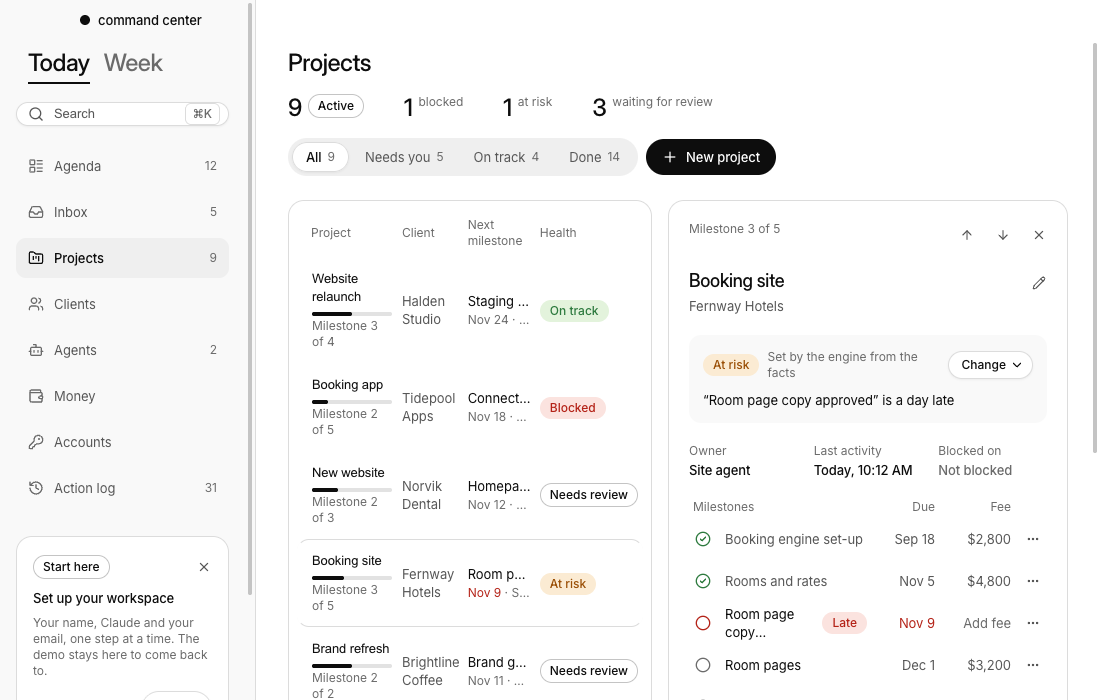 command center
Today Week
Search ⌘K
Agenda 12
Inbox 5
Projects 9
Clients
Agents 2
Money
Accounts
Action log 31
Start here
Set up your workspace
Your name, Claude and your
email, one step at a time. The
demo stays here to come back
to.
Projects
9 Active 1 blocked 1 at risk 3 waiting for review
All 9 Needs you 5 On track 4 Done 14 + New project
Project Client Next milestone Health
Website relaunch
Milestone 3 of 4
Halden Studio
Staging ...
Nov 24 · ...
On track
Booking app
Milestone 2 of 5
Tidepool Apps
Connect...
Nov 18 · ...
Blocked
New website
Milestone 2 of 3
Norvik Dental
Homepa...
Nov 12 · ...
Needs review
Booking site
Milestone 3 of 5
Fernway Hotels
Room p...
Nov 9 · S...
At risk
Brand refresh
Milestone 2 of 2
Brightline Coffee
Brand g...
Nov 11 · ...
Needs review
Milestone 3 of 5
Booking site
Fernway Hotels
At risk
Set by the engine from the
facts
Change
“Room page copy approved” is a day late
Owner Last activity Blocked on
Site agent Today, 10:12 AM Not blocked
Milestones Due Fee
Booking engine set-up Sep 18 $2,800 ...
Rooms and rates Nov 5 $4,800 ...
Room page copy... Late Nov 9 Add fee ...
Room pages Dec 1 $3,200 ...